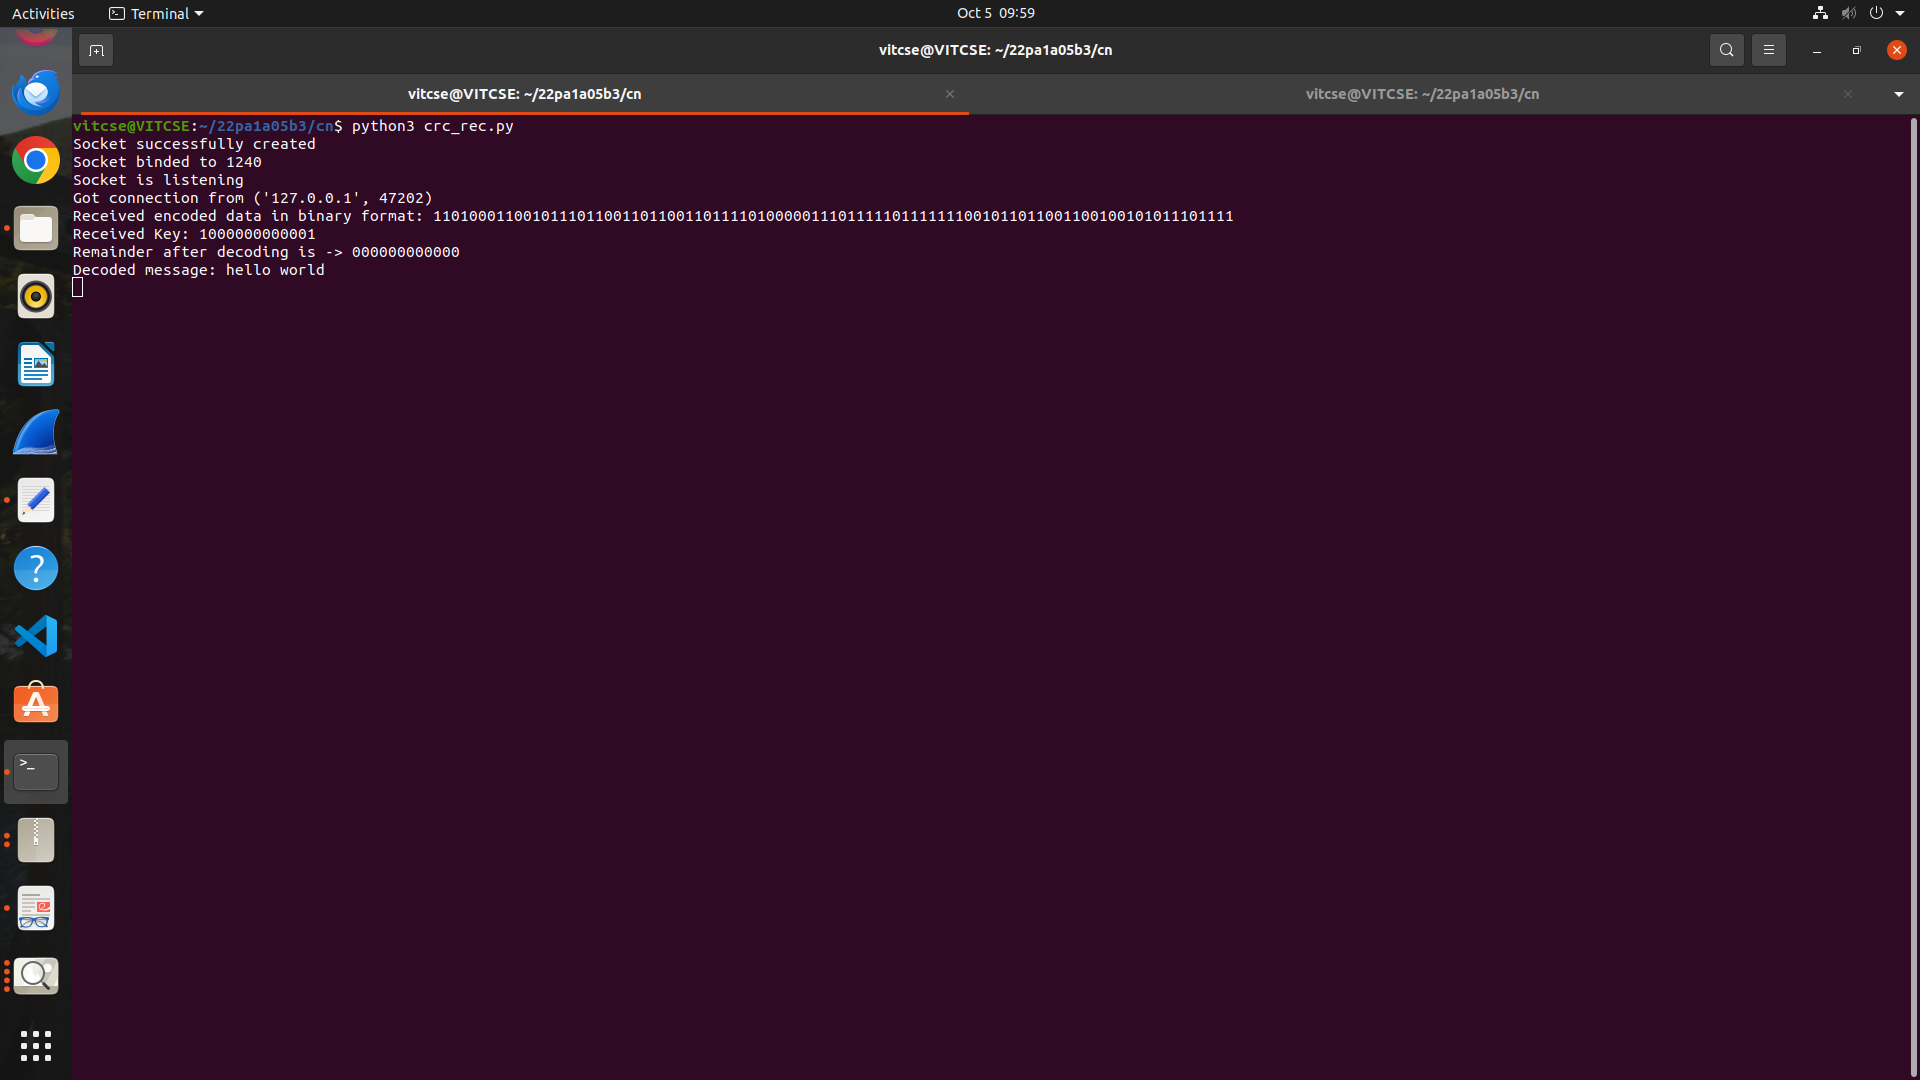 Activities
Terminal
Oct 5 09:59
vitcse@VITCSE: ~/22pa1a05b3/cn
vitcse@VITCSE: ~/22pa1a05b3/cn
vitcse@VITCSE: ~/22pa1a05b3/cn
vitcse@VITCSE:~/22pa1a05b3/cn$ python3 crc_rec.py
Socket successfully created
Socket binded to 1240
Socket is listening
Got connection from ('127.0.0.1', 47202)
Received encoded data in binary format: 11010001100101110110011011001101111010000011101111101111111001011011001100100101011101111
Received Key: 1000000000001
Remainder after decoding is -> 000000000000
Decoded message: hello world